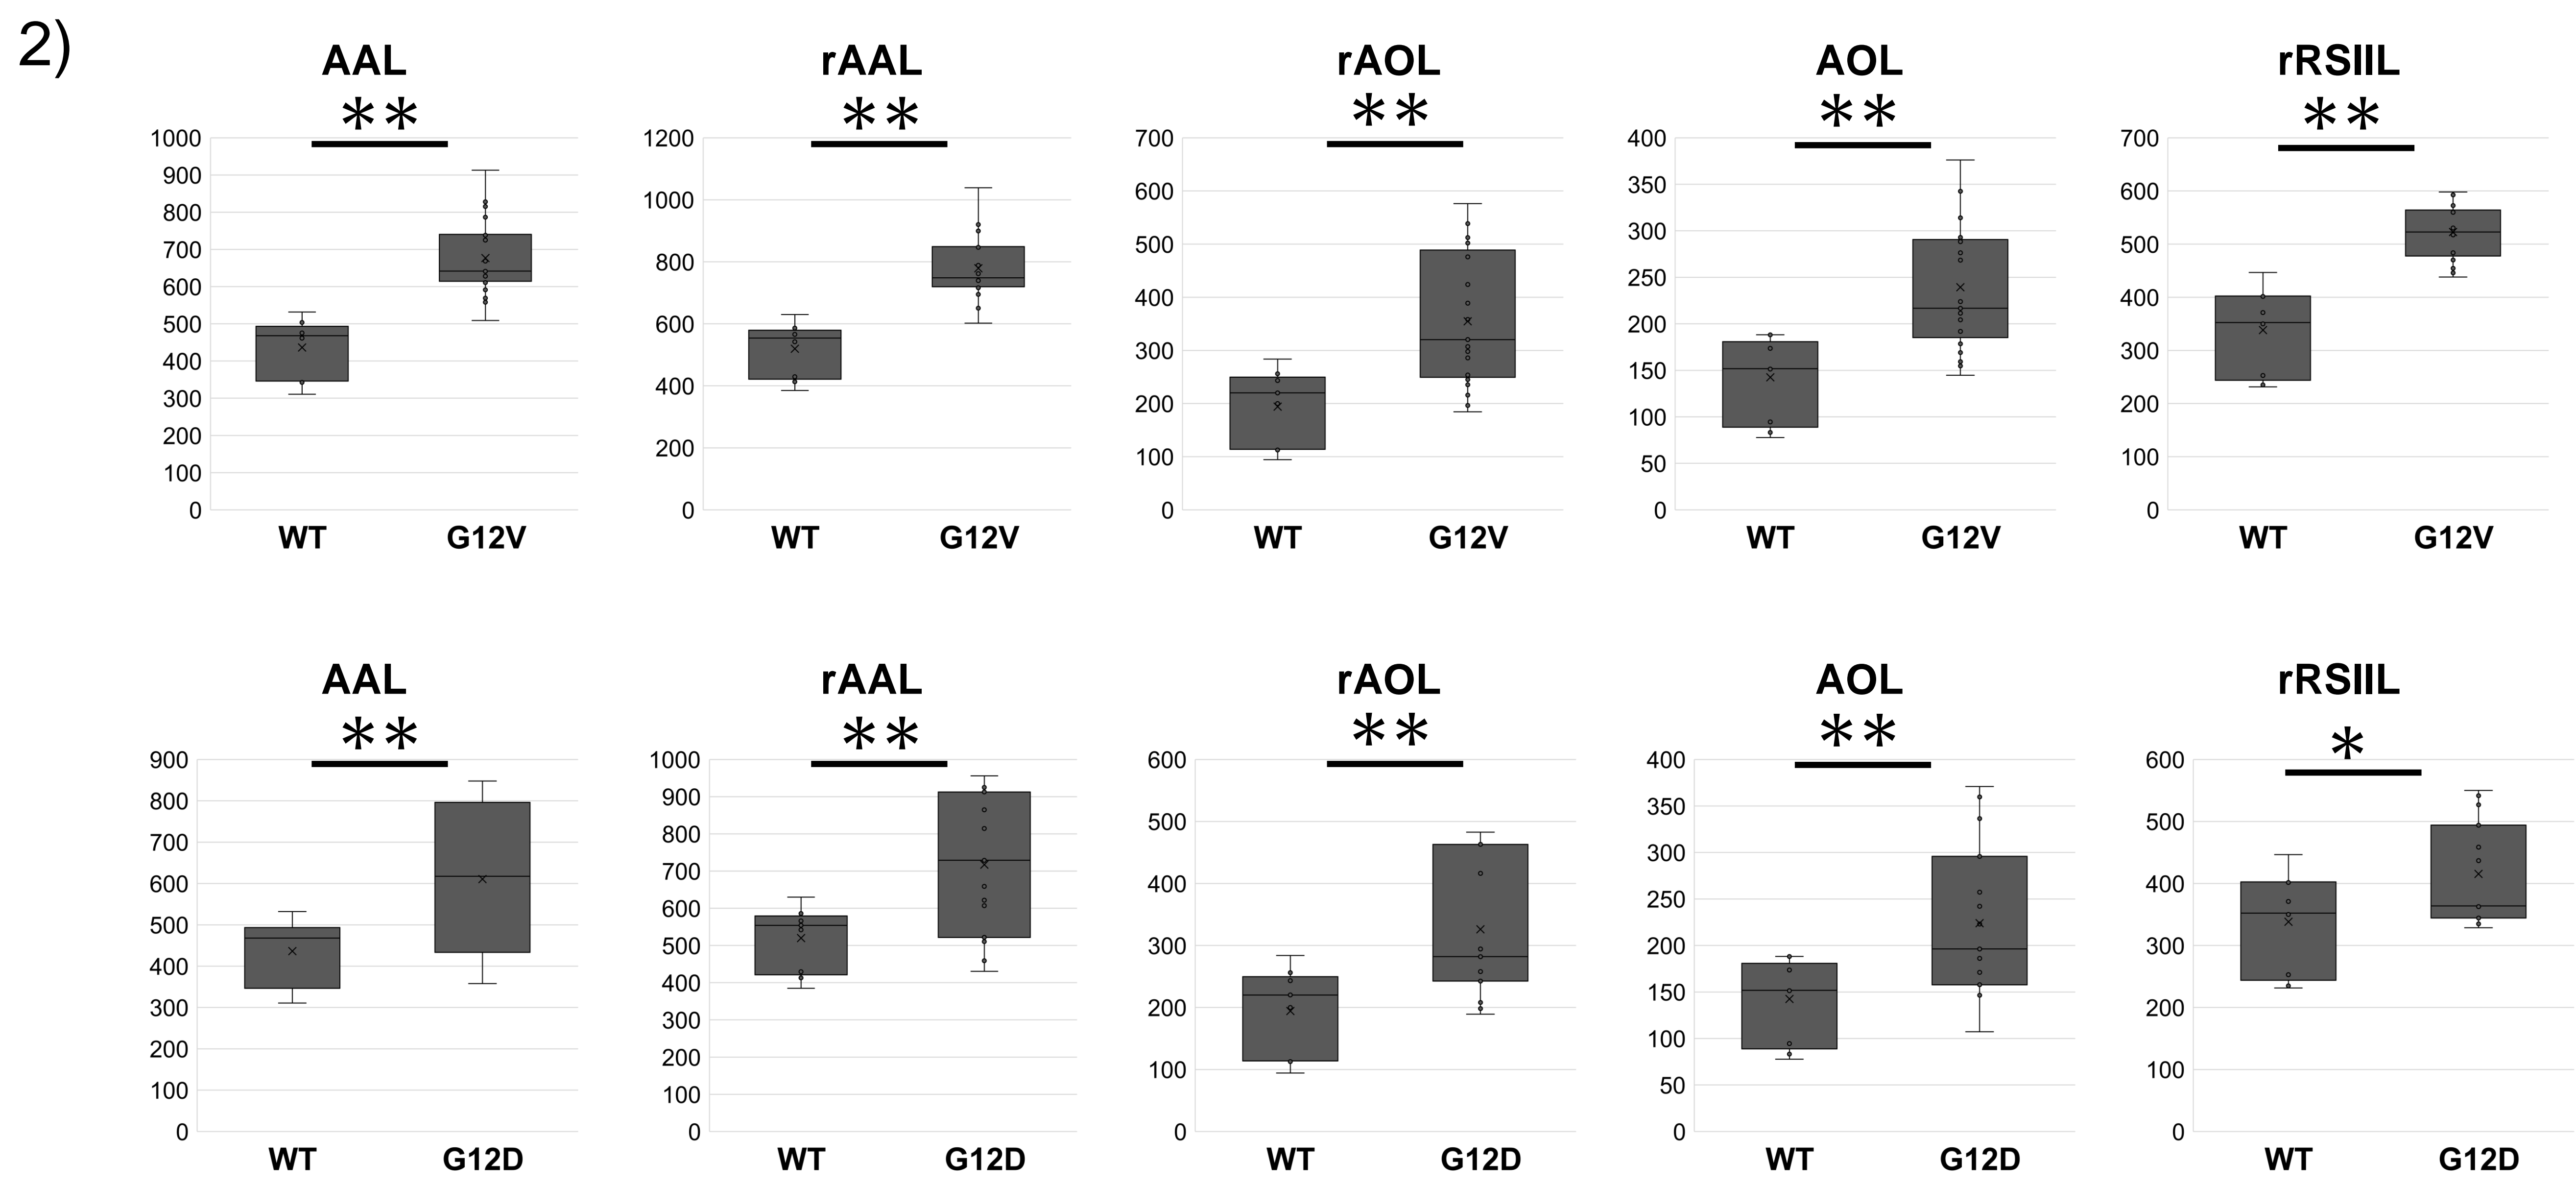 2)
AAL rAAL rAOL AOL rRSIIL
** ** ** ** **
1000 1200 700 400 700
900 1000 600 350 600
800 800 500 300 500
700 600 400 250 400
600 400 300 200 300
500 200 200 150 200
400 0 100 100 100
300 0 50 0
200 0
100
0
WT G12V WT G12V WT G12V WT G12V WT G12V
AAL rAAL rAOL AOL rRSIIL
** ** ** ** *
900 1000 600 400 600
800 900 500 350 500
700 800 400 300 400
600 700 300 250 300
500 600 200 200 200
400 500 100 150 100
300 400 0 100 0
200 300 50
100 200 0
0 100
0
WT G12D WT G12D WT G12D WT G12D WT G12D